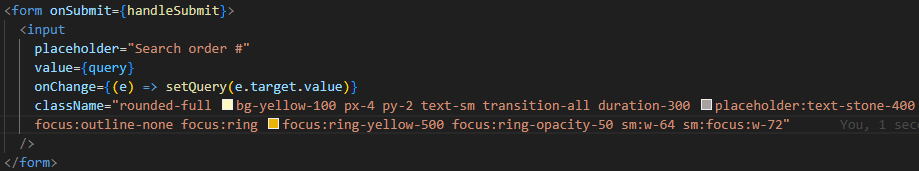 <form onSubmit={handleSubmit}>
<input
placeholder="Search order #"
value={query}
onChange={(e) => setQuery(e.target.value)}
className="rounded-full bg-yellow-100 px-4 py-2 text-sm transition-all duration-300 placeholder:text-stone-400
focus:outline-none focus:ring focus:ring-yellow-500 focus:ring-opacity-50 sm:w-64 sm:focus:w-72" You, 1 sec
/>
</form>